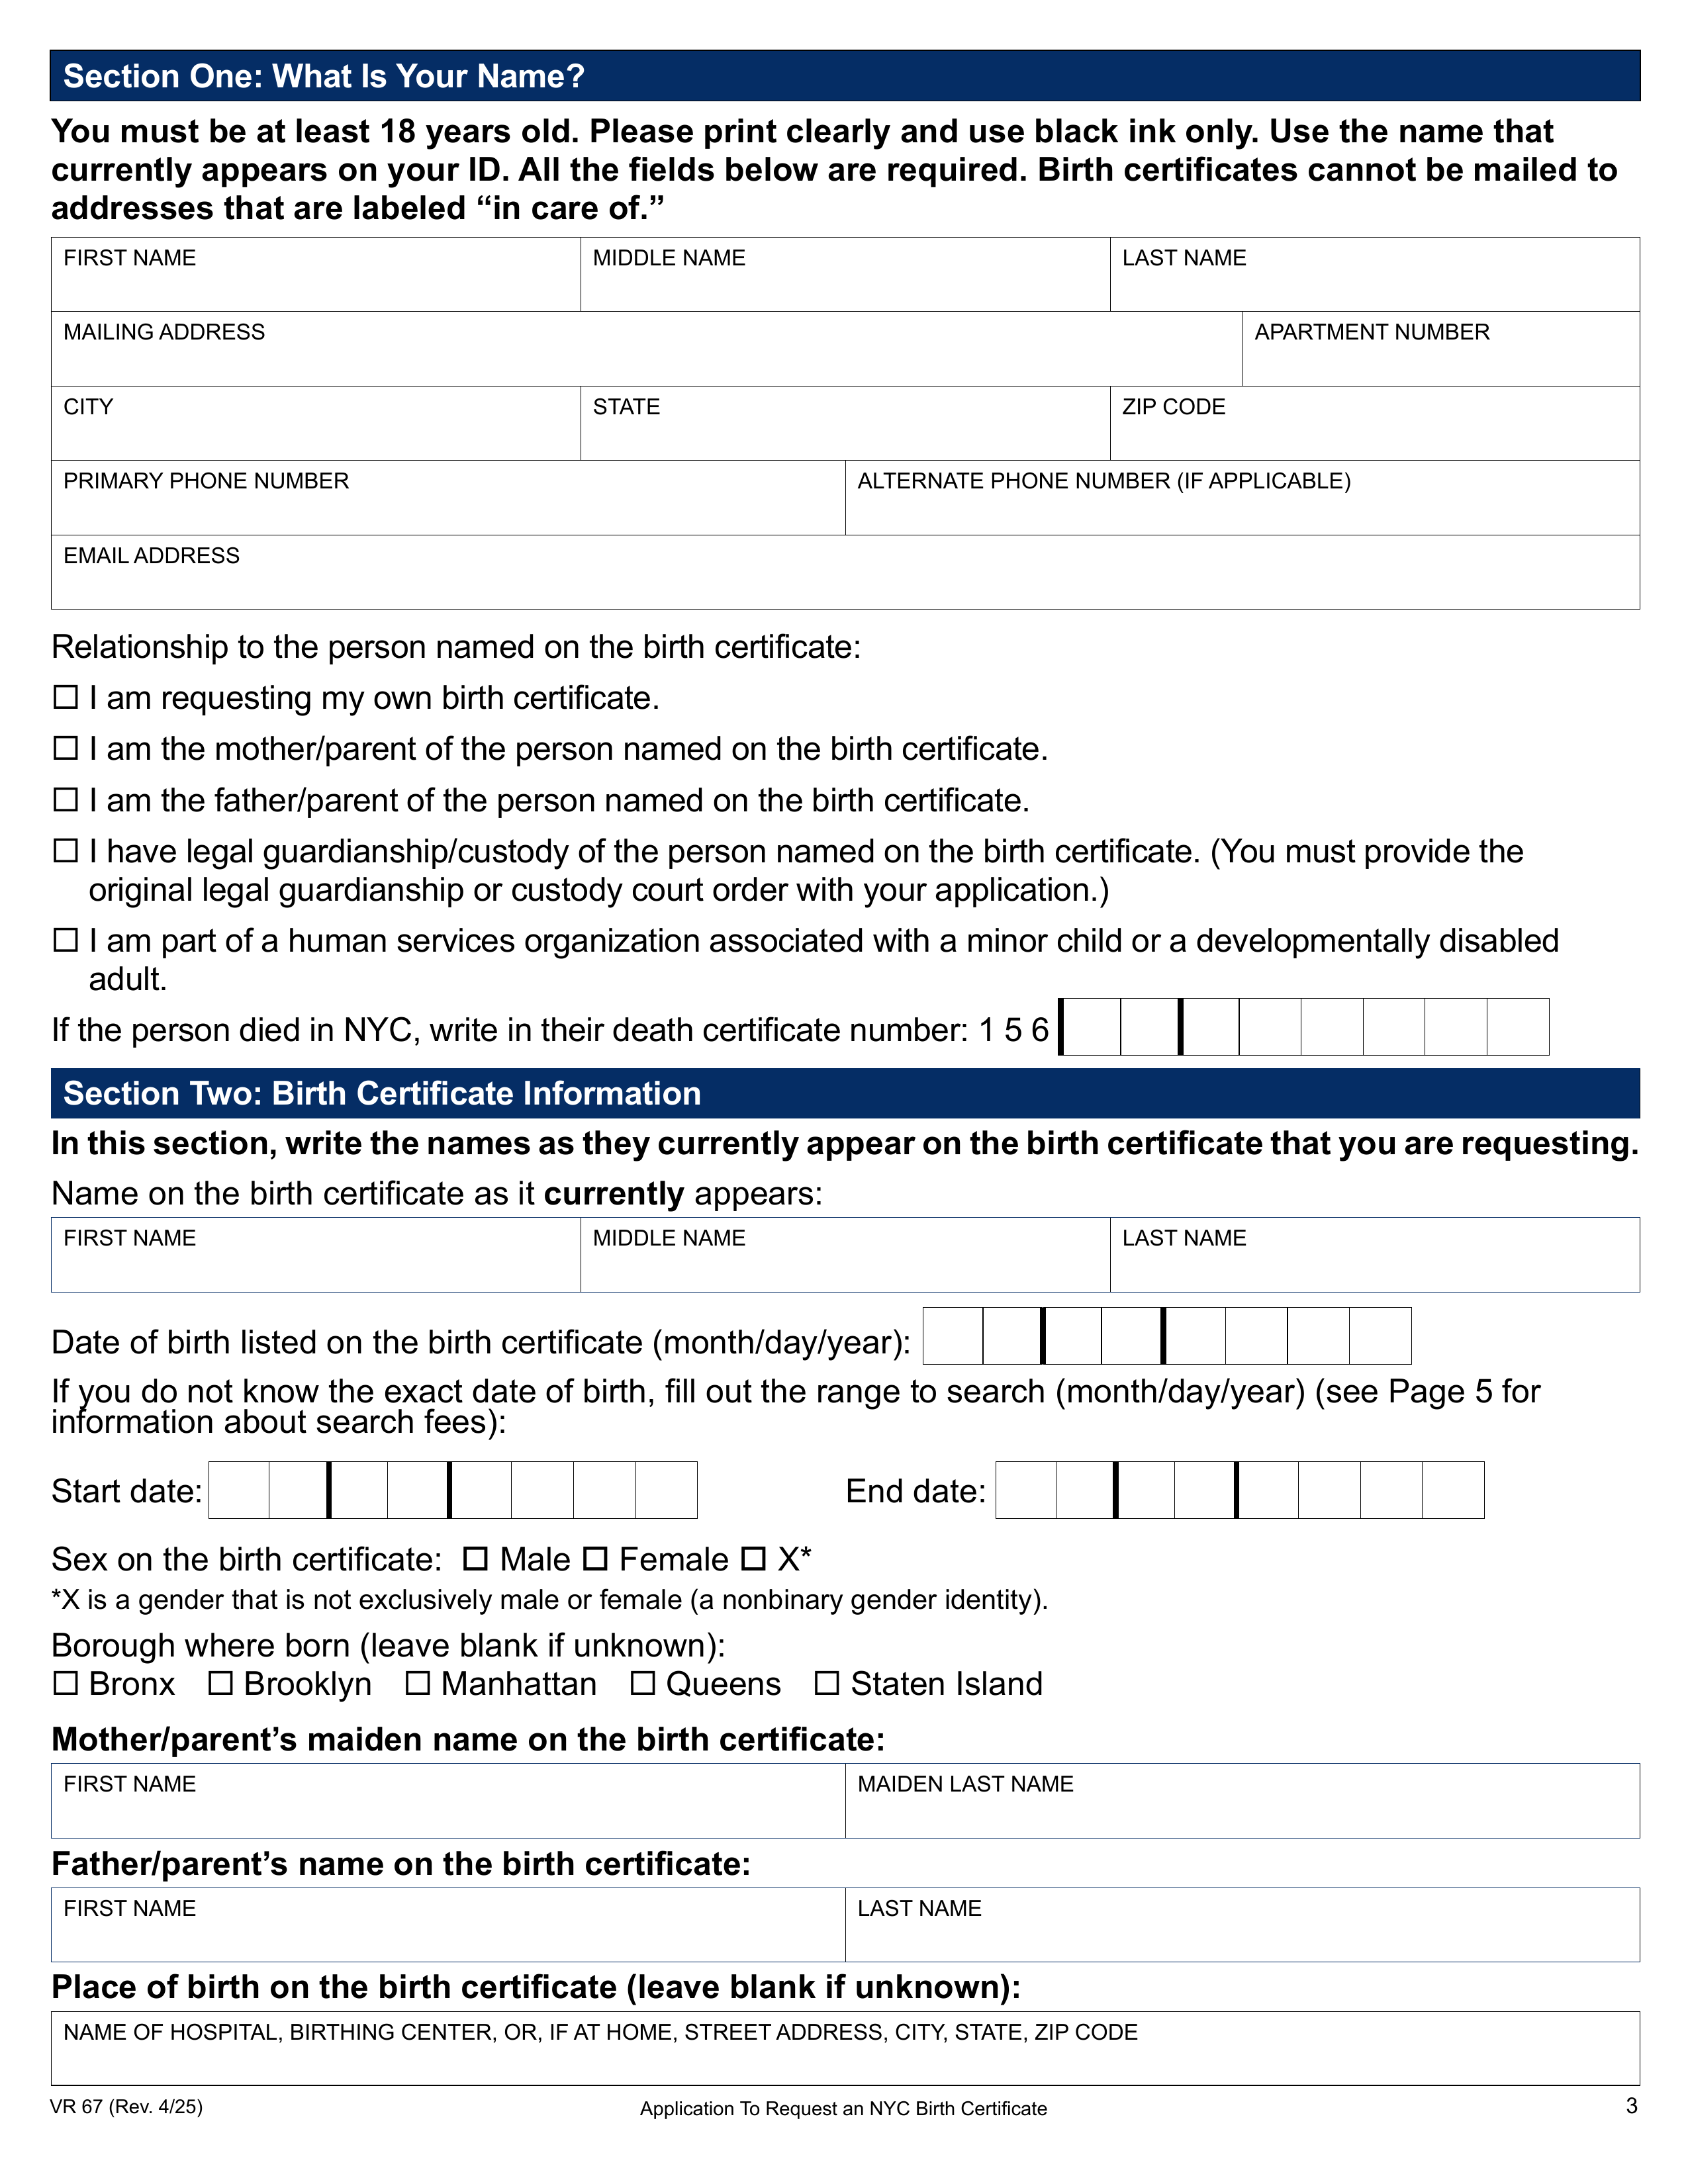 Section One: What Is Your Name?
You must be at least 18 years old. Please print clearly and use black ink only. Use the name that
currently appears on your ID. All the fields below are required. Birth certificates cannot be mailed to
addresses that are labeled “in care of.”
FIRST NAME MIDDLE NAME LAST NAME
MAILING ADDRESS APARTMENT NUMBER
CITY STATE ZIP CODE
PRIMARY PHONE NUMBER ALTERNATE PHONE NUMBER (IF APPLICABLE)
EMAIL ADDRESS
Relationship to the person named on the birth certificate:
☐ I am requesting my own birth certificate.
☐ I am the mother/parent of the person named on the birth certificate.
☐ I am the father/parent of the person named on the birth certificate.
☐ I have legal guardianship/custody of the person named on the birth certificate. (You must provide the
original legal guardianship or custody court order with your application.)
☐ I am part of a human services organization associated with a minor child or a developmentally disabled
adult.
If the person died in NYC, write in their death certificate number: 1 5 6
Section Two: Birth Certificate Information
In this section, write the names as they currently appear on the birth certificate that you are requesting.
Name on the birth certificate as it currently appears:
FIRST NAME MIDDLE NAME LAST NAME
Date of birth listed on the birth certificate (month/day/year):
If you do not know the exact date of birth, fill out the range to search (month/day/year) (see Page 5 for
information about search fees):
Start date: End date:
Sex on the birth certificate: ☐ Male ☐ Female ☐ X*
*X is a gender that is not exclusively male or female (a nonbinary gender identity).
Borough where born (leave blank if unknown):
☐ Bronx ☐ Brooklyn ☐ Manhattan ☐ Queens ☐ Staten Island
Mother/parent’s maiden name on the birth certificate:
FIRST NAME MAIDEN LAST NAME
Father/parent’s name on the birth certificate:
FIRST NAME LAST NAME
Place of birth on the birth certificate (leave blank if unknown):
NAME OF HOSPITAL, BIRTHING CENTER, OR, IF AT HOME, STREET ADDRESS, CITY, STATE, ZIP CODE
VR 67 (Rev. 4/25) Application To Request an NYC Birth Certificate 3